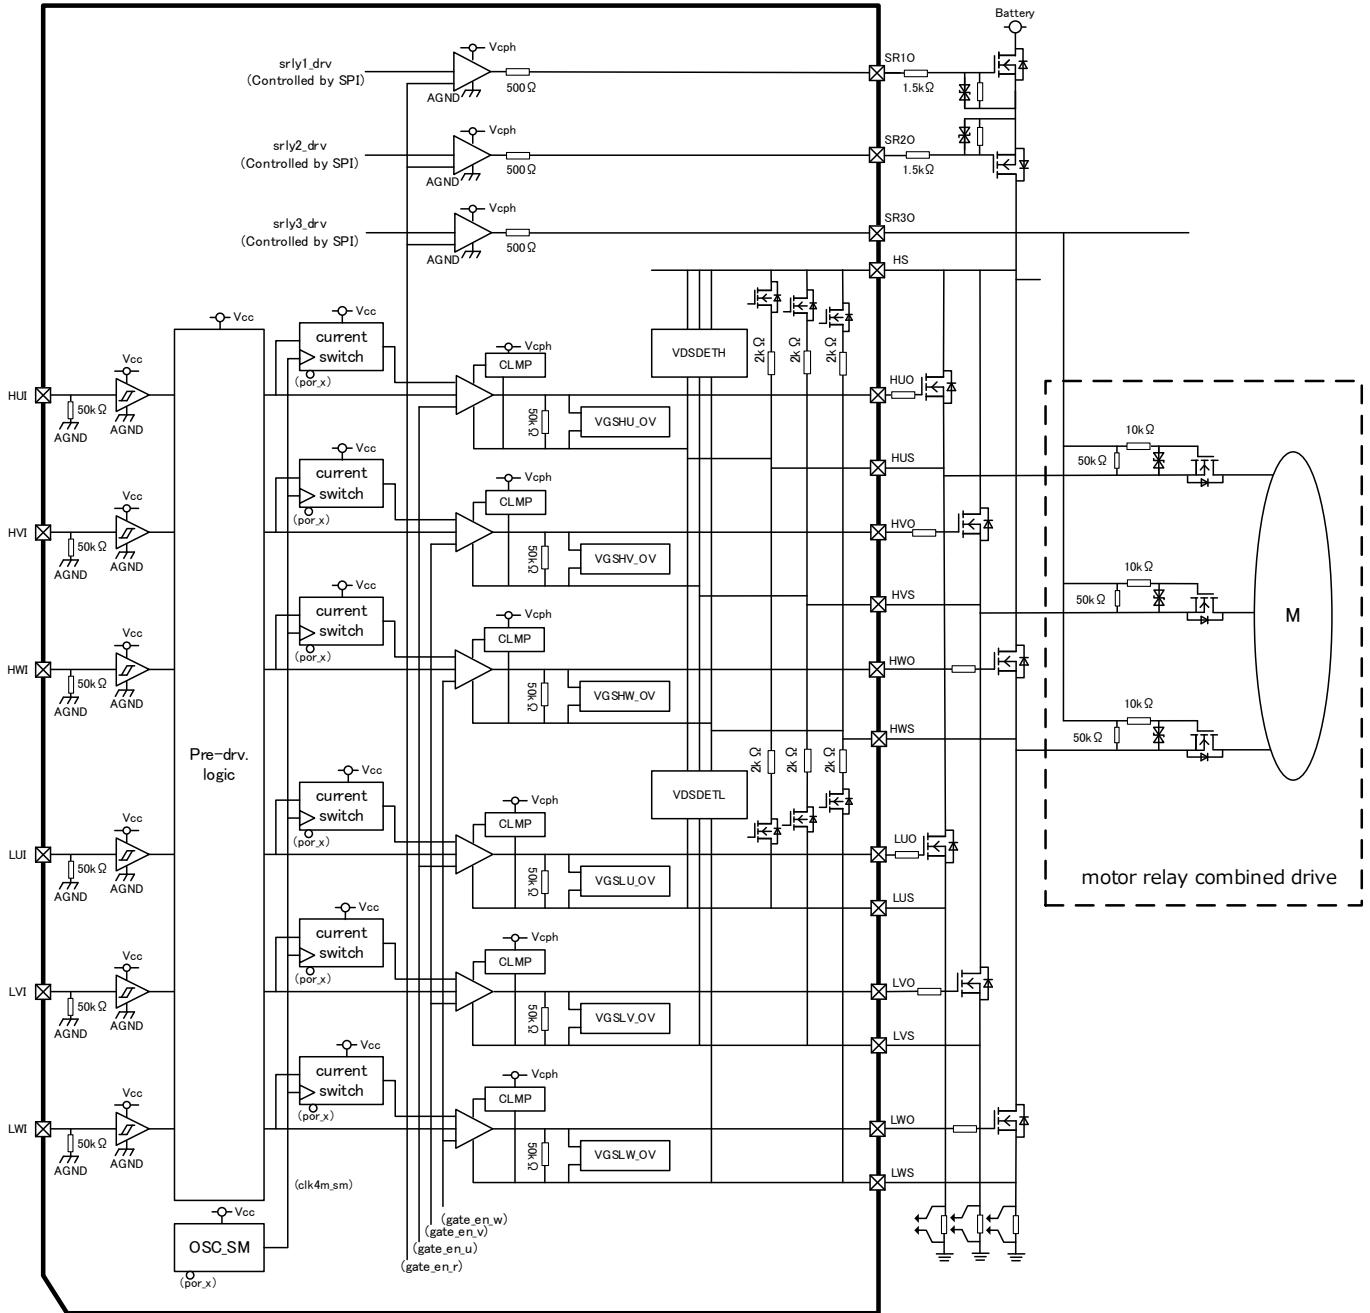 Battery
Vcph
srly1_drv
(Controlled by SPI)
AGND
500Ω
SR1O
1.5kΩ
Vcph
srly2_drv
(Controlled by SPI)
AGND
500Ω
SR2O
1.5kΩ
Vcph
srly3_drv
(Controlled by SPI)
AGND
500Ω
SR3O
HS
Vcc
Vcc
current
switch
(por_x)
Vcph
CLMP
VDSDETH
2kΩ
2kΩ
2kΩ
HUI
50kΩ
AGND
Vcc
AGND
50kΩ
VGSHU_OV
HUO
HUS
10kΩ
50kΩ
Vcc
current
switch
(por_x)
Vcph
CLMP
HVI
50kΩ
AGND
Vcc
AGND
50kΩ
VGSHV_OV
HVO
HVS
10kΩ
50kΩ
M
Vcc
current
switch
(por_x)
Vcph
CLMP
HWI
50kΩ
AGND
Vcc
AGND
50kΩ
VGSHW_OV
HWO
HWS
10kΩ
50kΩ
Pre-drv.
logic
Vcc
current
switch
(por_x)
Vcph
CLMP
VDSDETL
2kΩ
2kΩ
2kΩ
LUI
50kΩ
AGND
Vcc
AGND
50kΩ
VGSLU_OV
LUO
LUS
motor relay combined drive
Vcc
current
switch
(por_x)
Vcph
CLMP
LVI
50kΩ
AGND
Vcc
AGND
50kΩ
VGSLV_OV
LVO
LVS
Vcc
current
switch
(por_x)
Vcph
CLMP
LWI
50kΩ
AGND
Vcc
AGND
50kΩ
VGSLW_OV
LWO
LWS
(clk4m_sm)
Vcc
OSC_SM
(por_x)
(gate_en_w)
(gate_en_v)
(gate_en_u)
(gate_en_r)